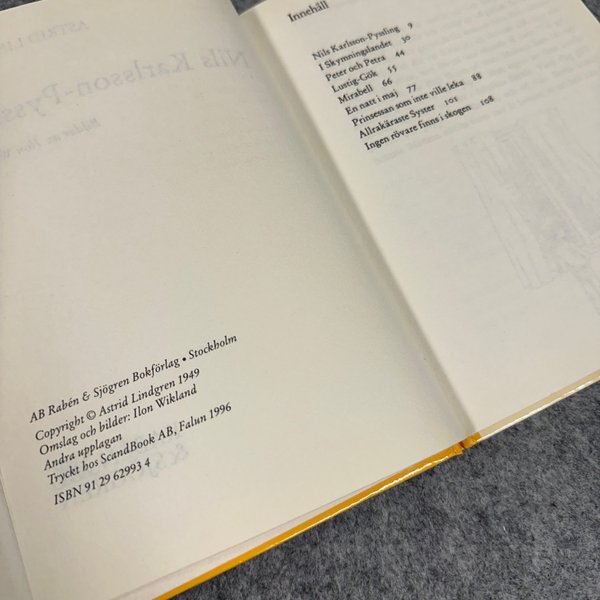 AB Rabén & Sjögren Bokförlag • Stockholm
Copyright © Astrid Lindgren 1949
Omslag och bilder: Ilon Wikland
Andra upplagan
Tryckt hos ScandBook AB, Falun 1996
ISBN 91 29 62993 4
Innehåll
Nils Karlsson-Pyssling 9
I Skymningslandet 30
Peter och Petra 44
Lustig-Gök 55
Mirabell 66
En natt i maj 77
Prinsessan som inte ville leka 88
Allrakäraste Syster 101
Ingen rövare finns i skogen 108